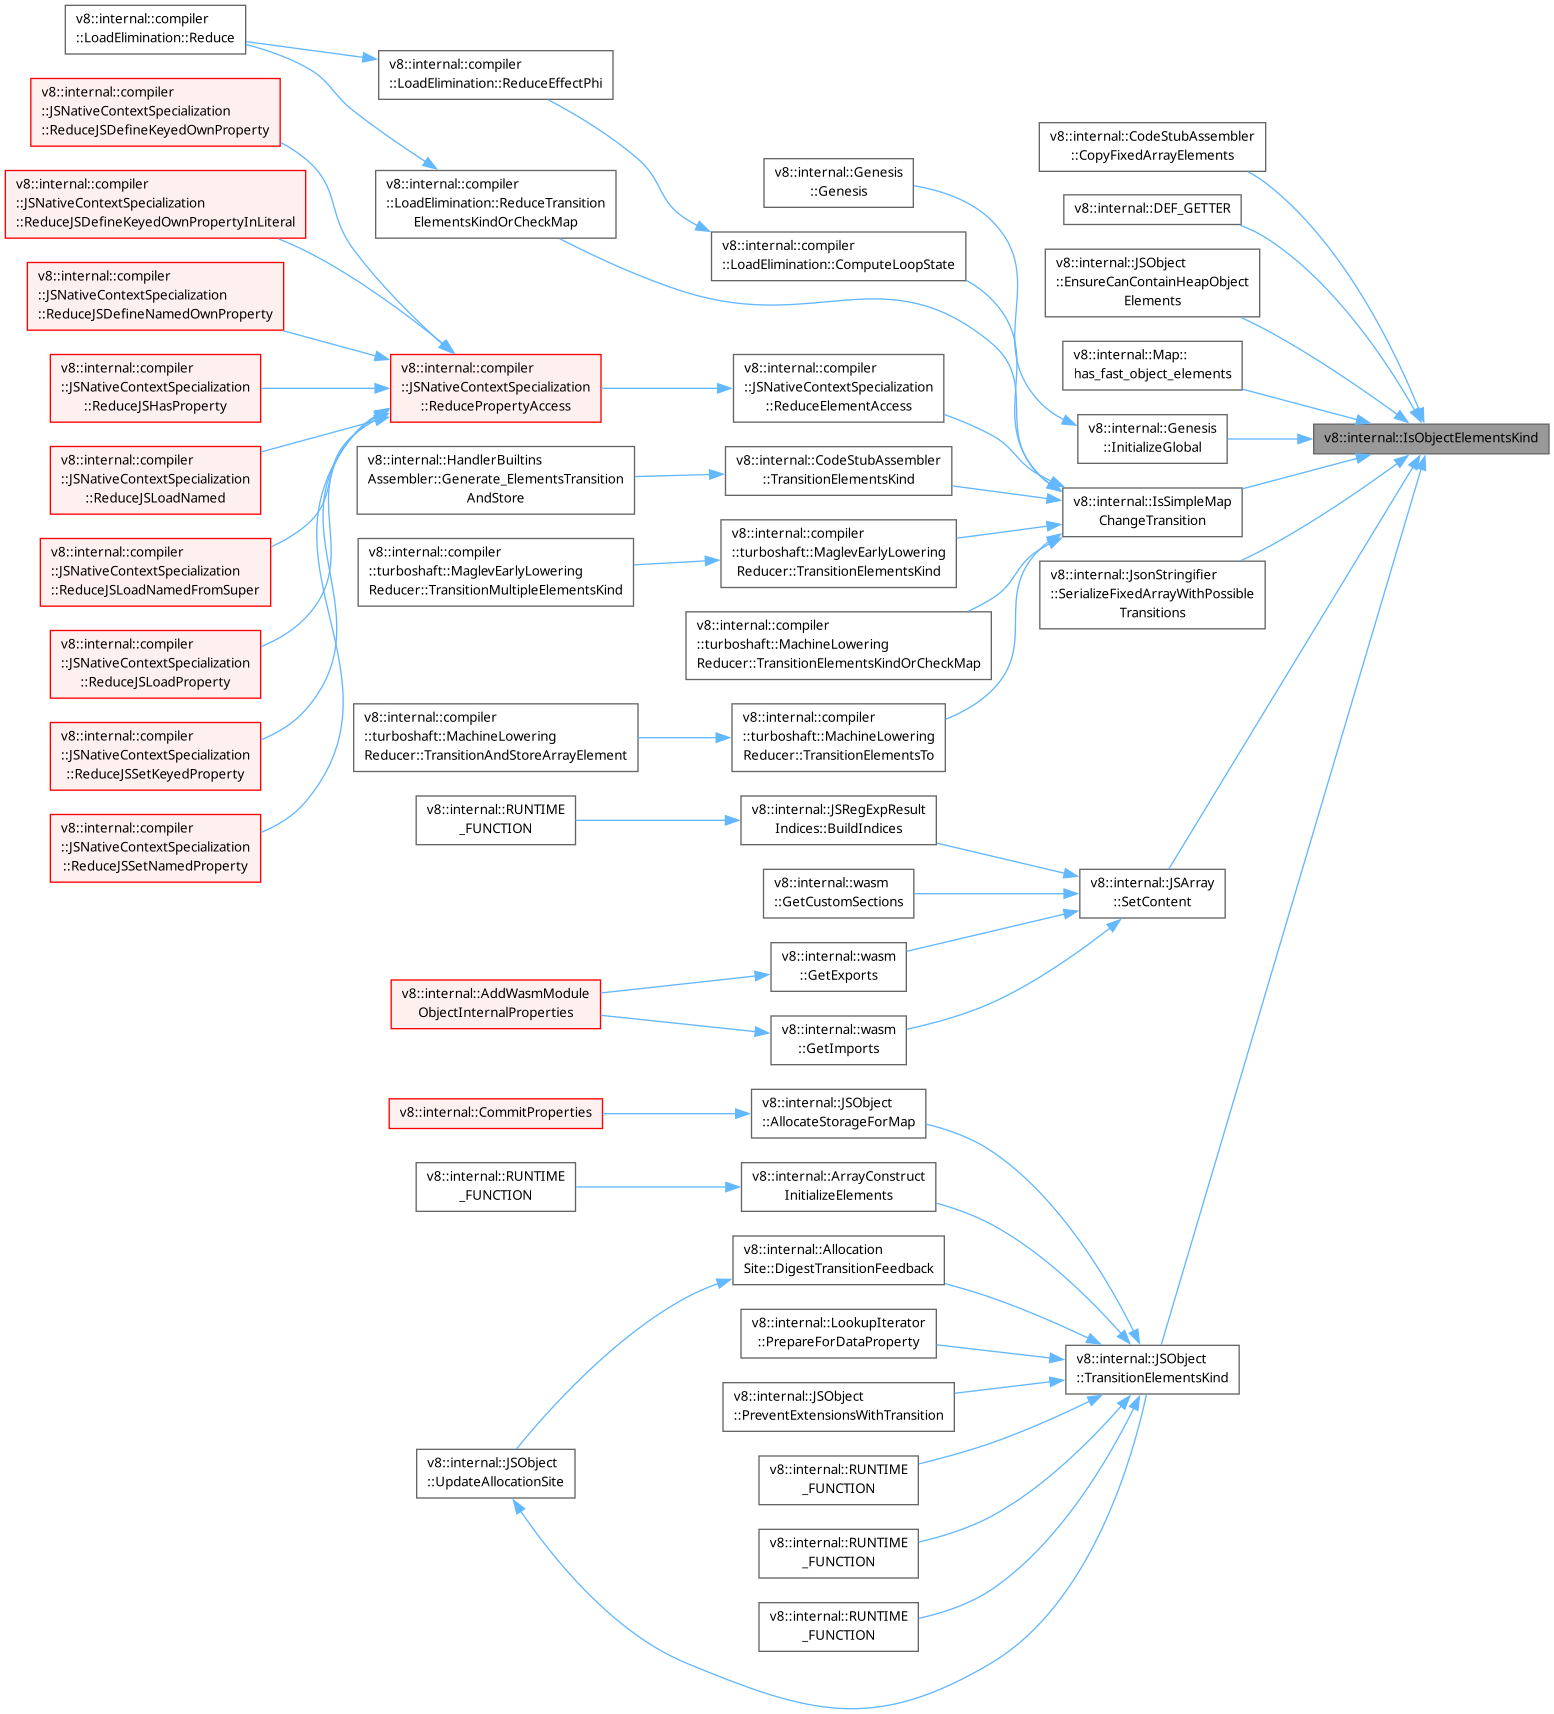 v8::internal::compiler
::LoadElimination::Reduce
v8::internal::compiler
::JSNativeContextSpecialization
::ReduceJSDefineKeyedOwnProperty
v8::internal::compiler
::JSNativeContextSpecialization
::ReduceJSDefineKeyedOwnPropertyInLiteral
v8::internal::compiler
::JSNativeContextSpecialization
::ReduceJSDefineNamedOwnProperty
v8::internal::compiler
::JSNativeContextSpecialization
::ReduceJSHasProperty
v8::internal::compiler
::JSNativeContextSpecialization
::ReduceJSLoadNamed
v8::internal::compiler
::JSNativeContextSpecialization
::ReduceJSLoadNamedFromSuper
v8::internal::compiler
::JSNativeContextSpecialization
::ReduceJSLoadProperty
v8::internal::compiler
::JSNativeContextSpecialization
::ReduceJSSetKeyedProperty
v8::internal::compiler
::JSNativeContextSpecialization
::ReduceJSSetNamedProperty
v8::internal::compiler
::LoadElimination::ReduceEffectPhi
v8::internal::compiler
::LoadElimination::ReduceTransition
ElementsKindOrCheckMap
v8::internal::compiler
::JSNativeContextSpecialization
::ReducePropertyAccess
v8::internal::HandlerBuiltins
Assembler::Generate_ElementsTransition
AndStore
v8::internal::compiler
::turboshaft::MaglevEarlyLowering
Reducer::TransitionMultipleElementsKind
v8::internal::compiler
::turboshaft::MachineLowering
Reducer::TransitionAndStoreArrayElement
v8::internal::RUNTIME
_FUNCTION
v8::internal::AddWasmModule
ObjectInternalProperties
v8::internal::CommitProperties
v8::internal::RUNTIME
_FUNCTION
v8::internal::JSObject
::UpdateAllocationSite
v8::internal::Genesis
::Genesis
v8::internal::compiler
::LoadElimination::ComputeLoopState
v8::internal::compiler
::JSNativeContextSpecialization
::ReduceElementAccess
v8::internal::CodeStubAssembler
::TransitionElementsKind
v8::internal::compiler
::turboshaft::MaglevEarlyLowering
Reducer::TransitionElementsKind
v8::internal::compiler
::turboshaft::MachineLowering
Reducer::TransitionElementsKindOrCheckMap
v8::internal::compiler
::turboshaft::MachineLowering
Reducer::TransitionElementsTo
v8::internal::JSRegExpResult
Indices::BuildIndices
v8::internal::wasm
::GetCustomSections
v8::internal::wasm
::GetExports
v8::internal::wasm
::GetImports
v8::internal::JSObject
::AllocateStorageForMap
v8::internal::ArrayConstruct
InitializeElements
v8::internal::Allocation
Site::DigestTransitionFeedback
v8::internal::LookupIterator
::PrepareForDataProperty
v8::internal::JSObject
::PreventExtensionsWithTransition
v8::internal::RUNTIME
_FUNCTION
v8::internal::RUNTIME
_FUNCTION
v8::internal::RUNTIME
_FUNCTION
v8::internal::CodeStubAssembler
::CopyFixedArrayElements
v8::internal::DEF_GETTER
v8::internal::JSObject
::EnsureCanContainHeapObject
Elements
v8::internal::Map::
has_fast_object_elements
v8::internal::Genesis
::InitializeGlobal
v8::internal::IsSimpleMap
ChangeTransition
v8::internal::JsonStringifier
::SerializeFixedArrayWithPossible
Transitions
v8::internal::JSArray
::SetContent
v8::internal::JSObject
::TransitionElementsKind
v8::internal::IsObjectElementsKind